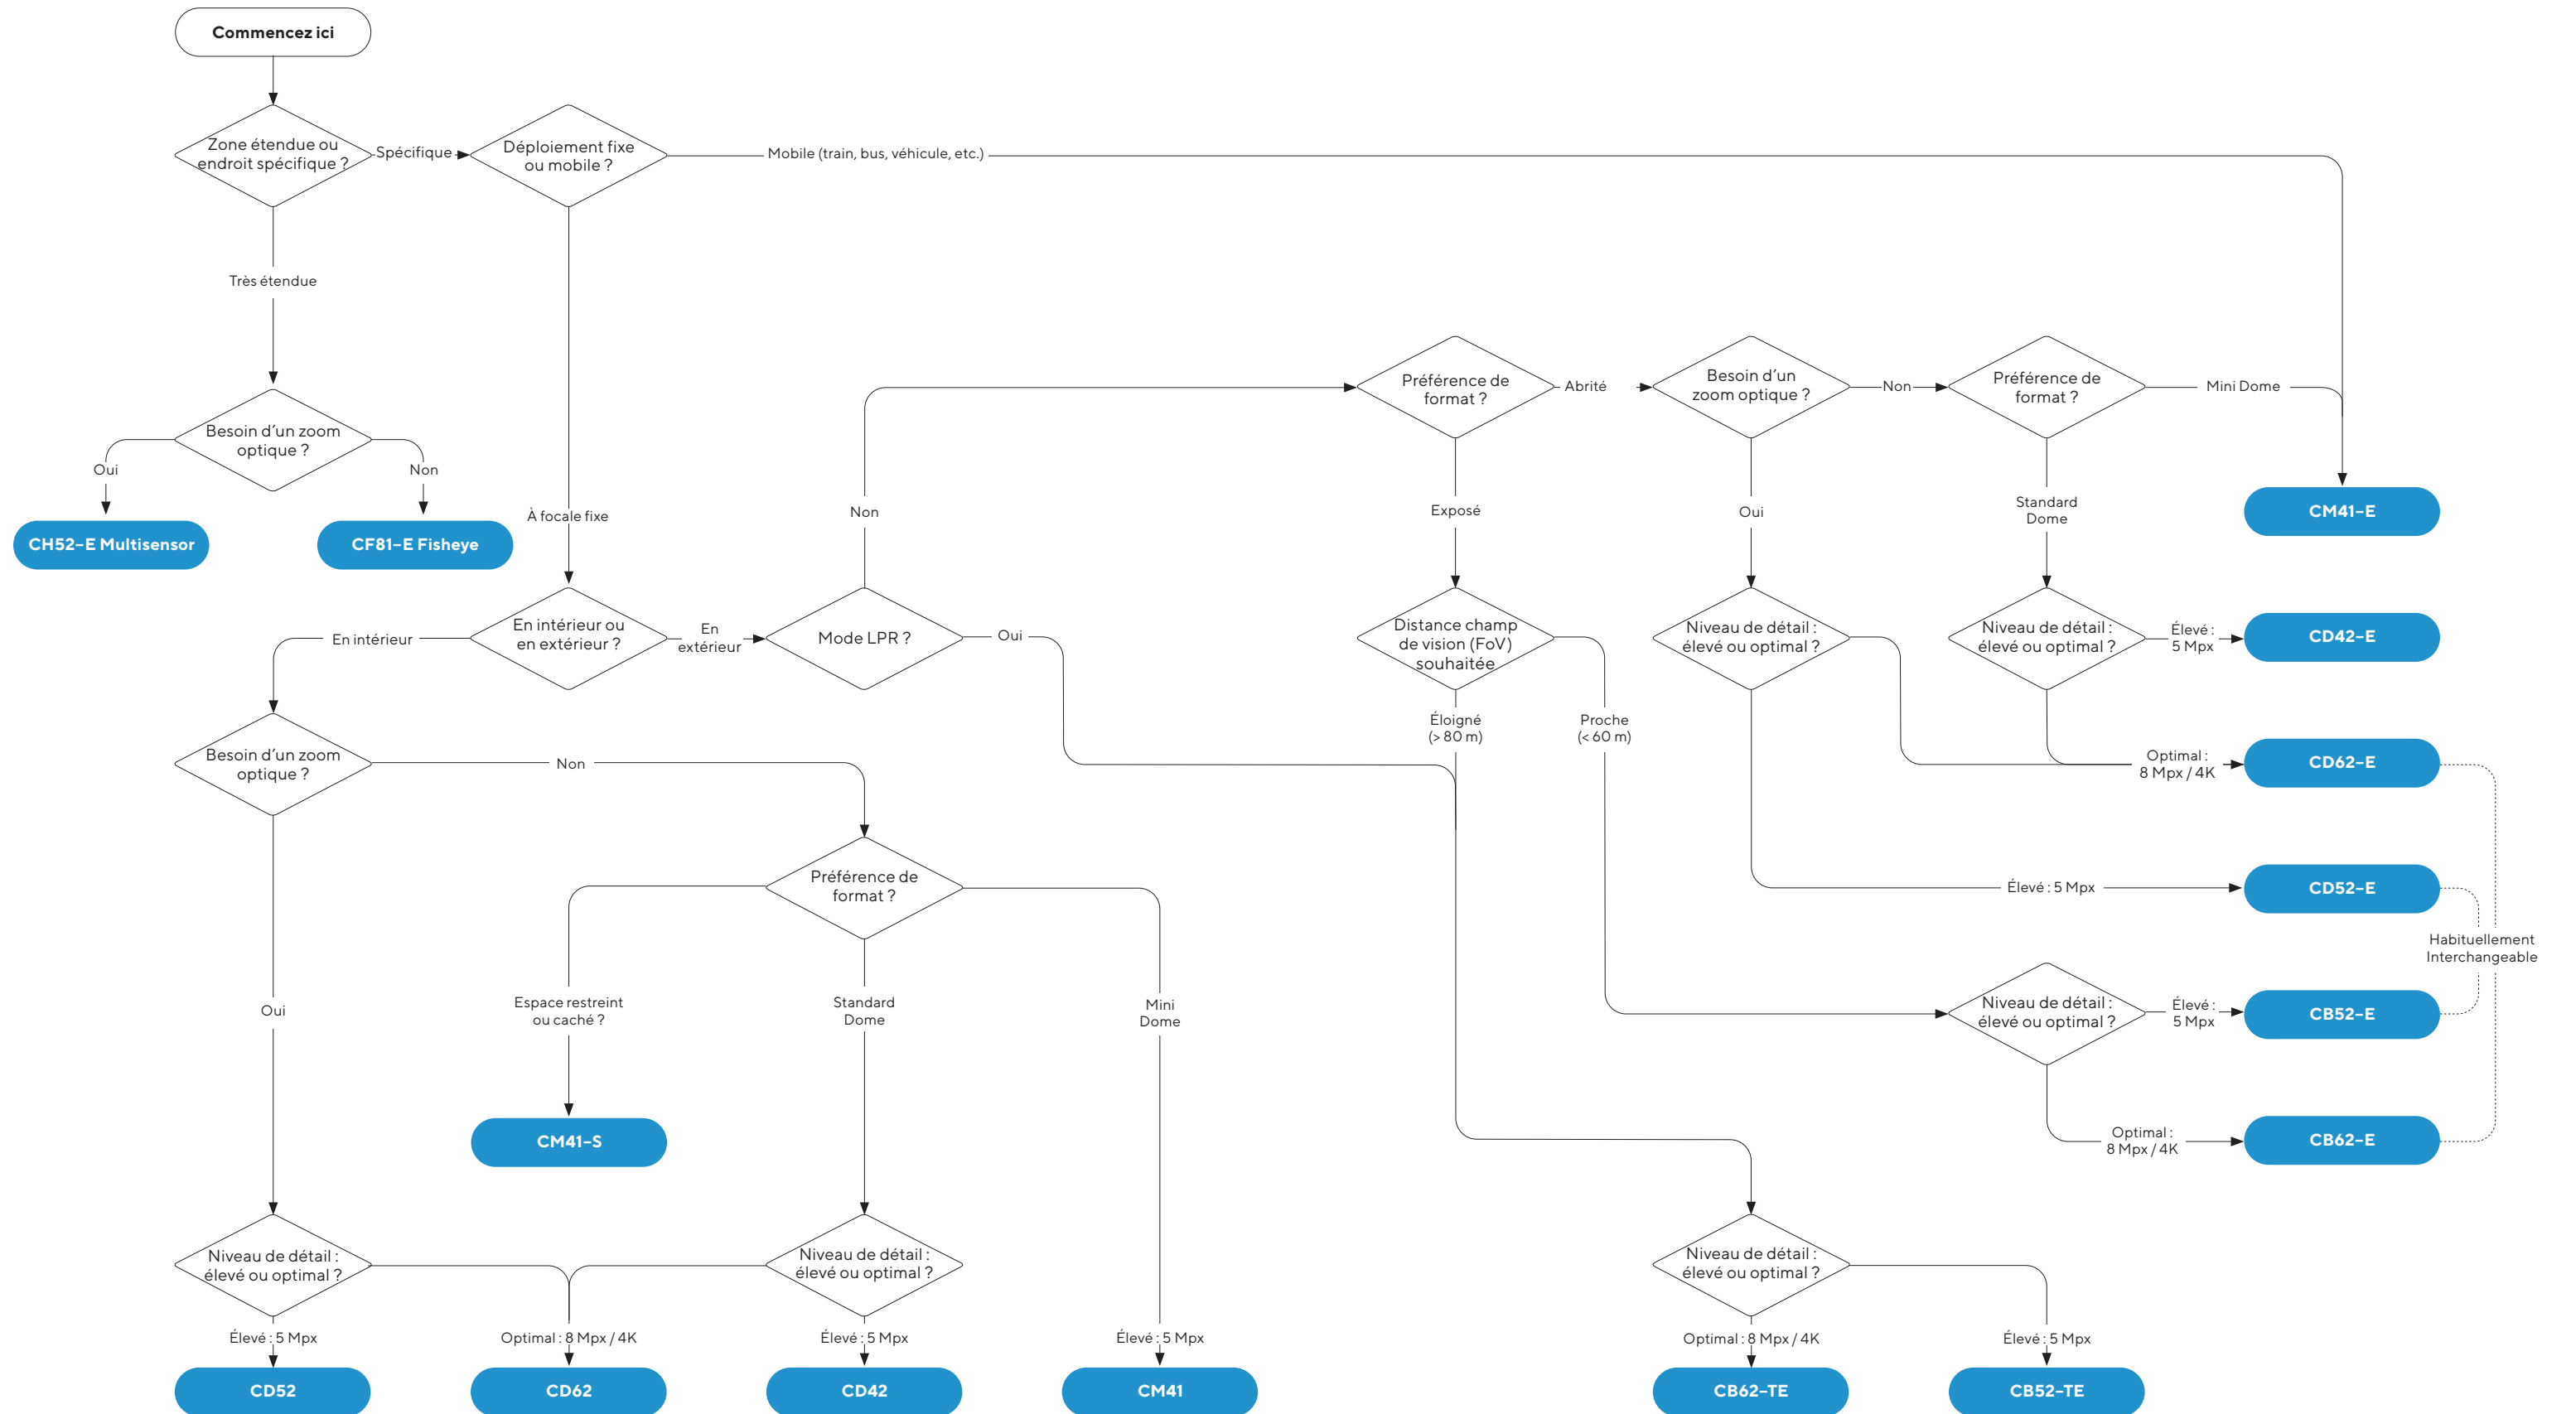 Commencez ici
Zone étendue ou
endroit spécifique ?
Spécifique
Déploiement fixe
ou mobile ?
Mobile (train, bus, véhicule, etc.)
Très étendue
Besoin d’un zoom
optique ?
Oui
Non
CH52-E Multisensor
CF81-E Fisheye
À focale fixe
Non
Préférence de
format ?
Abrité
Besoin d’un
zoom optique ?
Non
Préférence de
format ?
Mini Dome
Exposé
Oui
Standard
Dome
CM41-E
En intérieur
En intérieur ou
en extérieur ?
En
extérieur
Mode LPR ?
Oui
Distance champ
de vision (FoV)
souhaitée
Niveau de détail :
élevé ou optimal ?
Niveau de détail :
élevé ou optimal ?
Élevé :
5 Mpx
CD42-E
Éloigné
(> 80 m)
Proche
(< 60 m)
Optimal :
8 Mpx / 4K
CD62-E
Besoin d’un zoom
optique ?
Non
Préférence de
format ?
Élevé : 5 Mpx
CD52-E
Habituellement
Interchangeable
Oui
Espace restreint
ou caché ?
Standard
Dome
Mini
Dome
Niveau de détail :
élevé ou optimal ?
Élevé :
5 Mpx
CB52-E
CM41-S
Optimal :
8 Mpx / 4K
CB62-E
Niveau de détail :
élevé ou optimal ?
Niveau de détail :
élevé ou optimal ?
Niveau de détail :
élevé ou optimal ?
Élevé : 5 Mpx
Optimal : 8 Mpx / 4K
Élevé : 5 Mpx
Élevé : 5 Mpx
Optimal : 8 Mpx / 4K
Élevé : 5 Mpx
CD52
CD62
CD42
CM41
CB62-TE
CB52-TE